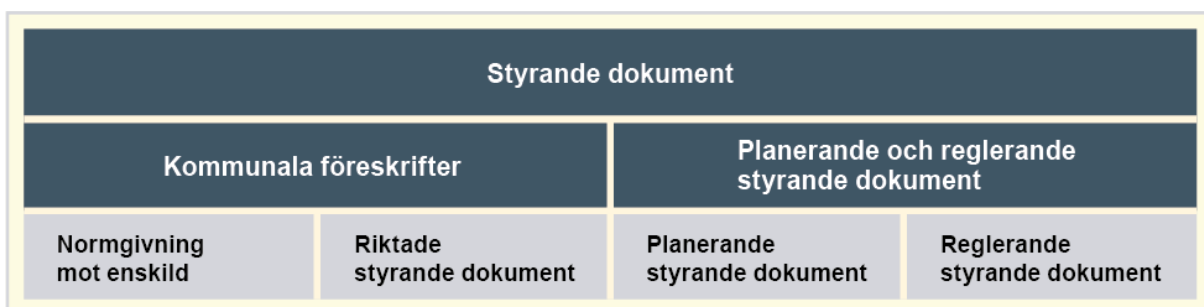 Styrande dokument
Kommunala föreskrifter
Planerande och reglerande
styrande dokument
Normgivning
mot enskild
Riktade
styrande dokument
Planerande
styrande dokument
Reglerande
styrande dokument